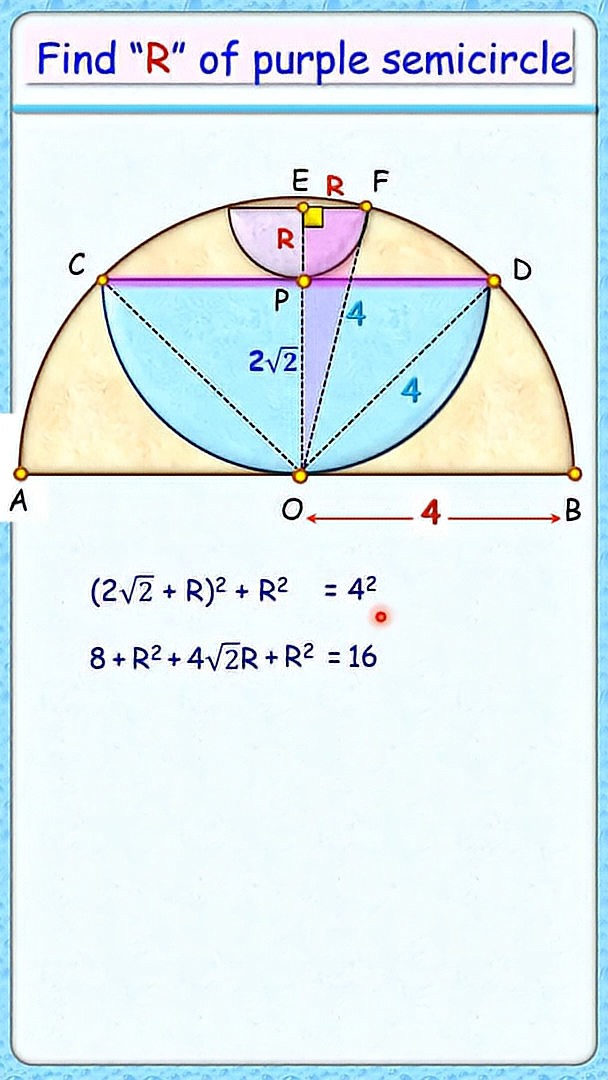 Find “R” of purple semicircle
E R F
R
C D
P
4
2√2
4
A O 4 B
(2√2 + R)² + R² = 4²
8 + R² + 4√2R + R² = 16